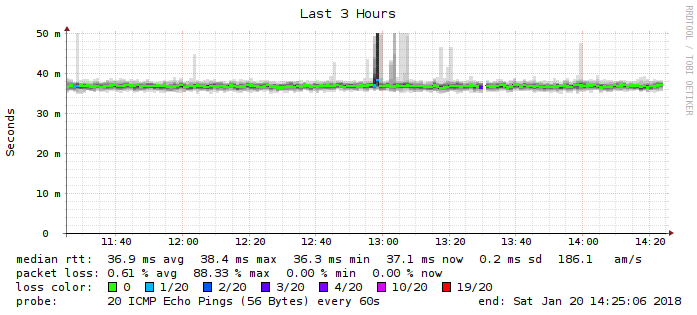 Last 3 Hours
RRDTOOL / TOBI OETIKER
Seconds
50 m
40 m
30 m
20 m
10 m
0
11:40 12:00 12:20 12:40 13:00 13:20 13:40 14:00 14:20
median rtt: 36.9 ms avg 38.4 ms max 36.3 ms min 37.1 ms now 0.2 ms sd 186.1 am/s
packet loss: 0.61 % avg 88.33 % max 0.00 % min 0.00 % now
loss color: 0 1/20 2/20 3/20 4/20 10/20 19/20
probe: 20 ICMP Echo Pings (56 Bytes) every 60s end: Sat Jan 20 14:25:06 2018